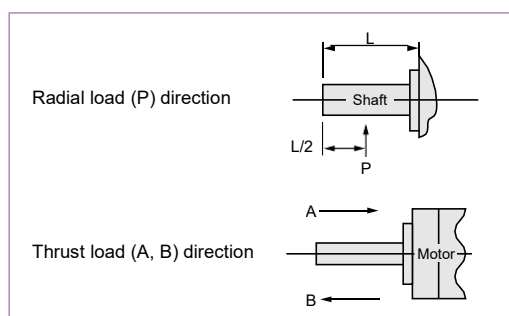 Radial load (P) direction
L
Shaft
L/2
P
Thrust load (A, B) direction
A
Motor
B